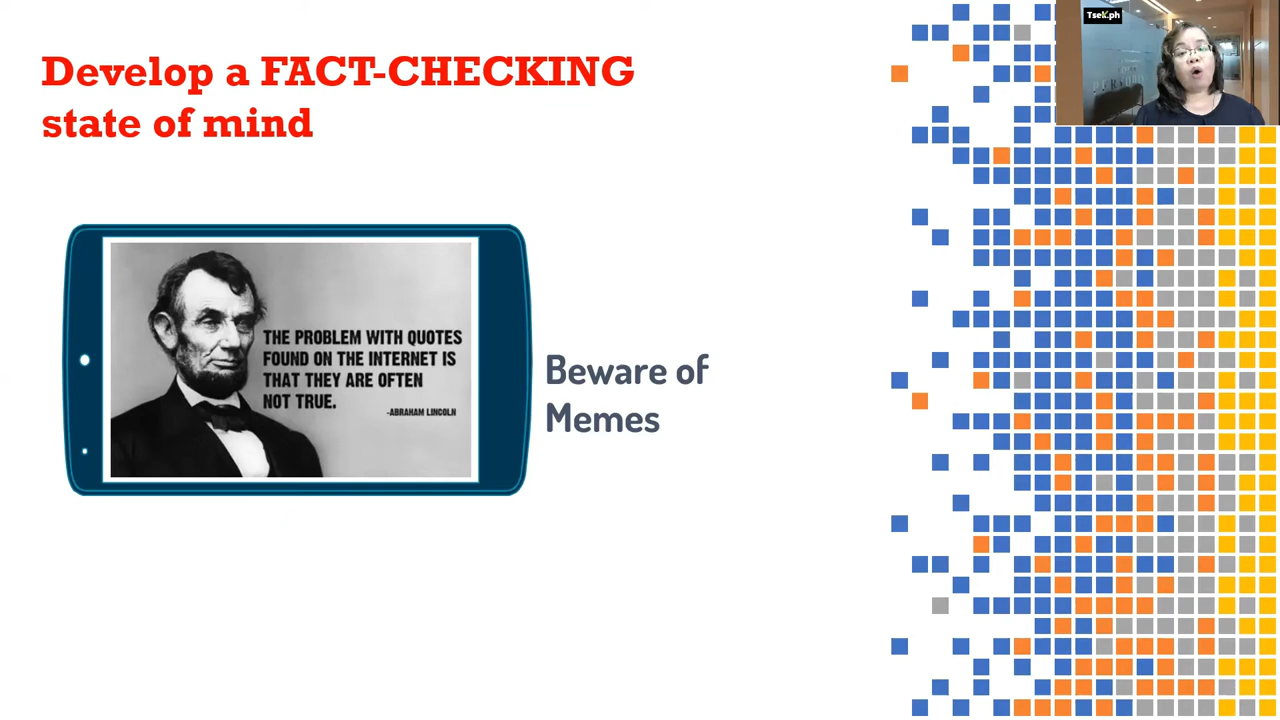 Develop a FACT-CHECKING
state of mind
THE PROBLEM WITH QUOTES
FOUND ON THE INTERNET IS
THAT THEY ARE OFTEN
NOT TRUE.
-ABRAHAM LINCOLN
Beware of
Memes
Tsek.ph